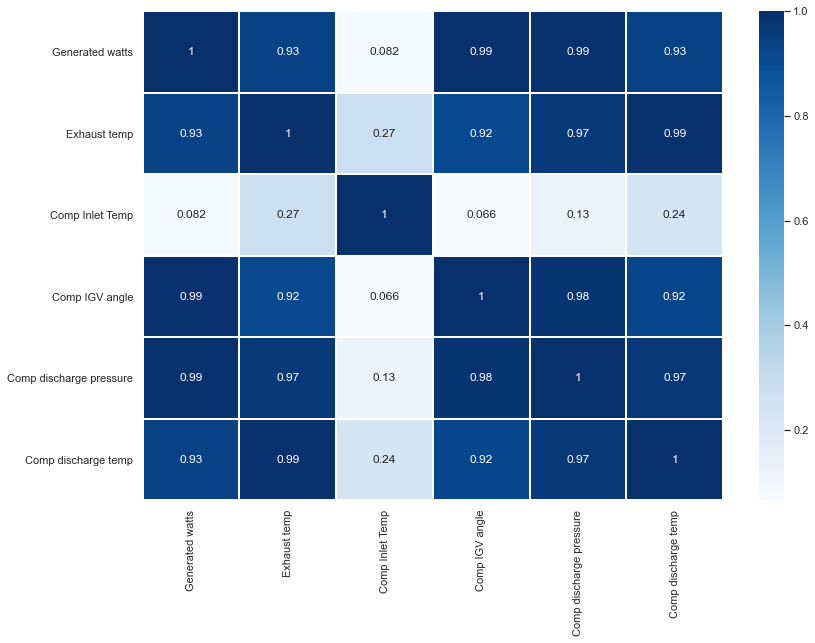 1.0
Generated watts 1 0.93 0.082 0.99 0.99 0.93
0.8
Exhaust temp 0.93 1 0.27 0.92 0.97 0.99
0.6
Comp Inlet Temp 0.082 0.27 1 0.066 0.13 0.24
Comp IGV angle 0.99 0.92 0.066 1 0.98 0.92
0.4
Comp discharge pressure 0.99 0.97 0.13 0.98 1 0.97
0.2
Comp discharge temp 0.93 0.99 0.24 0.92 0.97 1
Generated watts
Exhaust temp
Comp Inlet Temp
Comp IGV angle
Comp discharge pressure
Comp discharge temp